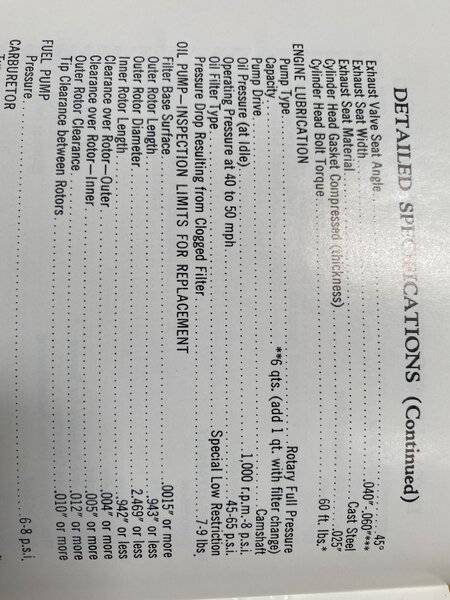 DETAILED SPECIFICATIONS (Continued)
Exhaust Valve Seat Angle 45°
Exhaust Seat Width .040"-.060"***
Exhaust Seat Material Cast Steel
Cylinder Head Gasket Compressed (thickness) .025"
Cylinder Head Bolt Torque 60 ft. lbs.*
ENGINE LUBRICATION
Pump Type Rotary Full Pressure
Capacity **6 qts. (add 1 qt. with filter change)
Pump Drive Camshaft
Oil Pressure (at Idle) 1,000 r.p.m.-8 p.s.i.
Operating Pressure at 40 to 50 mph 45-65 p.s.i.
Oil Filter Type Special Low Restriction
Pressure Drop Resulting from Clogged Filter 7-9 lbs.
OIL PUMP—INSPECTION LIMITS FOR REPLACEMENT
Filter Base Surface .0015" or more
Outer Rotor Length .943" or less
Outer Rotor Diameter 2.469" or less
Inner Rotor Length .942" or less
Clearance over Rotor—Outer .004" or more
Clearance over Rotor—Inner .005" or more
Outer Rotor Clearance .012" or more
Tip Clearance between Rotors .010" or more
FUEL PUMP
Pressure 6-8 p.s.i.
CARBURETOR